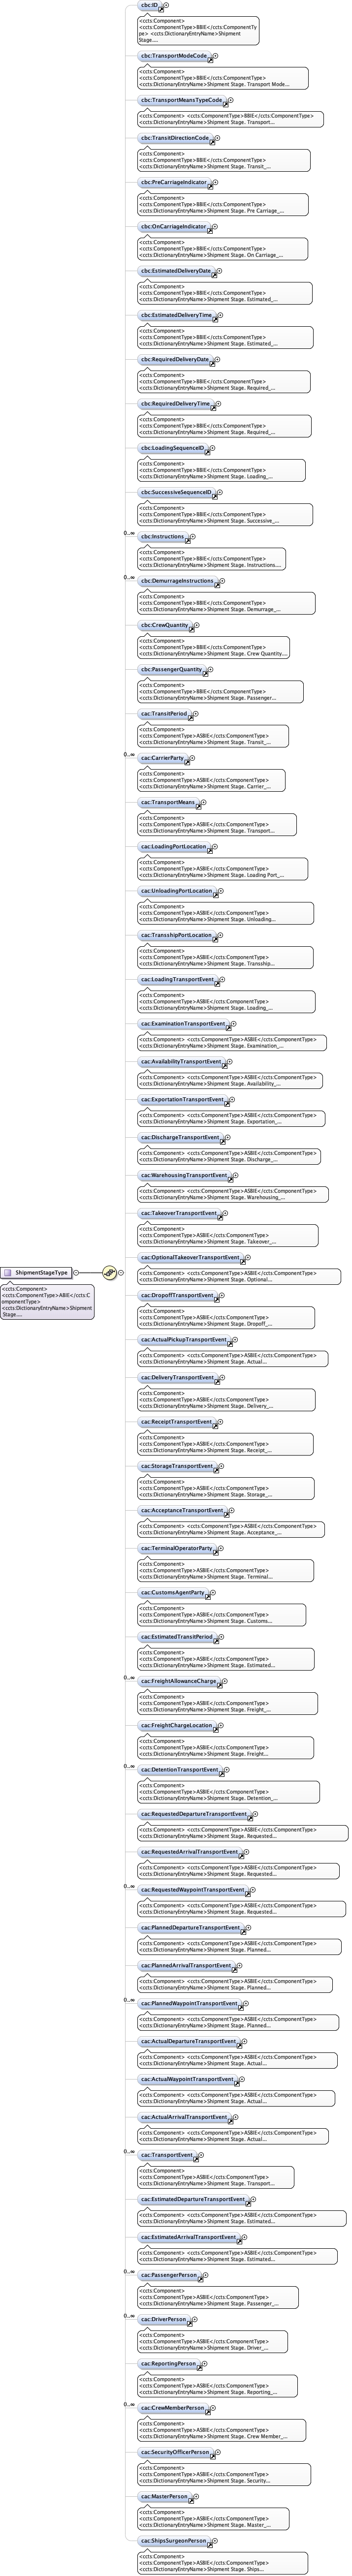 cbc:ID
<ccts:Component>
<ccts:ComponentType>BBIE</ccts:ComponentTy
pe> <ccts:DictionaryEntryName>Shipment
Stage....
cbc:TransportModeCode
<ccts:Component>
<ccts:ComponentType>BBIE</ccts:ComponentType>
<ccts:DictionaryEntryName>Shipment Stage. Transport Mode...
cbc:TransportMeansTypeCode
<ccts:Component> <ccts:ComponentType>BBIE</ccts:ComponentType>
<ccts:DictionaryEntryName>Shipment Stage. Transport...
cbc:TransitDirectionCode
<ccts:Component>
<ccts:ComponentType>BBIE</ccts:ComponentType>
<ccts:DictionaryEntryName>Shipment Stage. Transit_...
cbc:PreCarriageIndicator
<ccts:Component>
<ccts:ComponentType>BBIE</ccts:ComponentType>
<ccts:DictionaryEntryName>Shipment Stage. Pre Carriage_...
cbc:OnCarriageIndicator
<ccts:Component>
<ccts:ComponentType>BBIE</ccts:ComponentType>
<ccts:DictionaryEntryName>Shipment Stage. On Carriage_...
cbc:EstimatedDeliveryDate
<ccts:Component>
<ccts:ComponentType>BBIE</ccts:ComponentType>
<ccts:DictionaryEntryName>Shipment Stage. Estimated_...
cbc:EstimatedDeliveryTime
<ccts:Component>
<ccts:ComponentType>BBIE</ccts:ComponentType>
<ccts:DictionaryEntryName>Shipment Stage. Estimated_...
cbc:RequiredDeliveryDate
<ccts:Component>
<ccts:ComponentType>BBIE</ccts:ComponentType>
<ccts:DictionaryEntryName>Shipment Stage. Required_...
cbc:RequiredDeliveryTime
<ccts:Component>
<ccts:ComponentType>BBIE</ccts:ComponentType>
<ccts:DictionaryEntryName>Shipment Stage. Required_...
cbc:LoadingSequenceID
<ccts:Component>
<ccts:ComponentType>BBIE</ccts:ComponentType>
<ccts:DictionaryEntryName>Shipment Stage. Loading_...
cbc:SuccessiveSequenceID
<ccts:Component>
<ccts:ComponentType>BBIE</ccts:ComponentType>
<ccts:DictionaryEntryName>Shipment Stage. Successive_...
0..∞
cbc:Instructions
<ccts:Component>
<ccts:ComponentType>BBIE</ccts:ComponentType>
<ccts:DictionaryEntryName>Shipment Stage. Instructions....
0..∞
cbc:DemurrageInstructions
<ccts:Component>
<ccts:ComponentType>BBIE</ccts:ComponentType>
<ccts:DictionaryEntryName>Shipment Stage. Demurrage_...
cbc:CrewQuantity
<ccts:Component>
<ccts:ComponentType>BBIE</ccts:ComponentType>
<ccts:DictionaryEntryName>Shipment Stage. Crew Quantity....
cbc:PassengerQuantity
<ccts:Component>
<ccts:ComponentType>BBIE</ccts:ComponentType>
<ccts:DictionaryEntryName>Shipment Stage. Passenger...
cac:TransitPeriod
<ccts:Component>
<ccts:ComponentType>ASBIE</ccts:ComponentType>
<ccts:DictionaryEntryName>Shipment Stage. Transit_...
0..∞
cac:CarrierParty
<ccts:Component>
<ccts:ComponentType>ASBIE</ccts:ComponentType>
<ccts:DictionaryEntryName>Shipment Stage. Carrier_...
cac:TransportMeans
<ccts:Component>
<ccts:ComponentType>ASBIE</ccts:ComponentType>
<ccts:DictionaryEntryName>Shipment Stage. Transport...
cac:LoadingPortLocation
<ccts:Component>
<ccts:ComponentType>ASBIE</ccts:ComponentType>
<ccts:DictionaryEntryName>Shipment Stage. Loading Port_...
cac:UnloadingPortLocation
<ccts:Component>
<ccts:ComponentType>ASBIE</ccts:ComponentType>
<ccts:DictionaryEntryName>Shipment Stage. Unloading...
cac:TransshipPortLocation
<ccts:Component>
<ccts:ComponentType>ASBIE</ccts:ComponentType>
<ccts:DictionaryEntryName>Shipment Stage. Transship...
cac:LoadingTransportEvent
<ccts:Component>
<ccts:ComponentType>ASBIE</ccts:ComponentType>
<ccts:DictionaryEntryName>Shipment Stage. Loading_...
cac:ExaminationTransportEvent
<ccts:Component> <ccts:ComponentType>ASBIE</ccts:ComponentType>
<ccts:DictionaryEntryName>Shipment Stage. Examination_...
cac:AvailabilityTransportEvent
<ccts:Component> <ccts:ComponentType>ASBIE</ccts:ComponentType>
<ccts:DictionaryEntryName>Shipment Stage. Availability_...
cac:ExportationTransportEvent
<ccts:Component> <ccts:ComponentType>ASBIE</ccts:ComponentType>
<ccts:DictionaryEntryName>Shipment Stage. Exportation_...
cac:DischargeTransportEvent
<ccts:Component> <ccts:ComponentType>ASBIE</ccts:ComponentType>
<ccts:DictionaryEntryName>Shipment Stage. Discharge_...
cac:WarehousingTransportEvent
<ccts:Component> <ccts:ComponentType>ASBIE</ccts:ComponentType>
<ccts:DictionaryEntryName>Shipment Stage. Warehousing_...
cac:TakeoverTransportEvent
<ccts:Component>
<ccts:ComponentType>ASBIE</ccts:ComponentType>
<ccts:DictionaryEntryName>Shipment Stage. Takeover_...
cac:OptionalTakeoverTransportEvent
<ccts:Component> <ccts:ComponentType>ASBIE</ccts:ComponentType>
<ccts:DictionaryEntryName>Shipment Stage. Optional...
ShipmentStageType
<ccts:Component>
<ccts:ComponentType>ABIE</ccts:C
omponentType>
<ccts:DictionaryEntryName>Shipment
Stage....
cac:DropoffTransportEvent
<ccts:Component>
<ccts:ComponentType>ASBIE</ccts:ComponentType>
<ccts:DictionaryEntryName>Shipment Stage. Dropoff_...
cac:ActualPickupTransportEvent
<ccts:Component> <ccts:ComponentType>ASBIE</ccts:ComponentType>
<ccts:DictionaryEntryName>Shipment Stage. Actual...
cac:DeliveryTransportEvent
<ccts:Component>
<ccts:ComponentType>ASBIE</ccts:ComponentType>
<ccts:DictionaryEntryName>Shipment Stage. Delivery_...
cac:ReceiptTransportEvent
<ccts:Component>
<ccts:ComponentType>ASBIE</ccts:ComponentType>
<ccts:DictionaryEntryName>Shipment Stage. Receipt_...
cac:StorageTransportEvent
<ccts:Component>
<ccts:ComponentType>ASBIE</ccts:ComponentType>
<ccts:DictionaryEntryName>Shipment Stage. Storage_...
cac:AcceptanceTransportEvent
<ccts:Component> <ccts:ComponentType>ASBIE</ccts:ComponentType>
<ccts:DictionaryEntryName>Shipment Stage. Acceptance_...
cac:TerminalOperatorParty
<ccts:Component>
<ccts:ComponentType>ASBIE</ccts:ComponentType>
<ccts:DictionaryEntryName>Shipment Stage. Terminal...
cac:CustomsAgentParty
<ccts:Component>
<ccts:ComponentType>ASBIE</ccts:ComponentType>
<ccts:DictionaryEntryName>Shipment Stage. Customs...
cac:EstimatedTransitPeriod
<ccts:Component>
<ccts:ComponentType>ASBIE</ccts:ComponentType>
<ccts:DictionaryEntryName>Shipment Stage. Estimated...
0..∞
cac:FreightAllowanceCharge
<ccts:Component>
<ccts:ComponentType>ASBIE</ccts:ComponentType>
<ccts:DictionaryEntryName>Shipment Stage. Freight_...
cac:FreightChargeLocation
<ccts:Component>
<ccts:ComponentType>ASBIE</ccts:ComponentType>
<ccts:DictionaryEntryName>Shipment Stage. Freight...
0..∞
cac:DetentionTransportEvent
<ccts:Component>
<ccts:ComponentType>ASBIE</ccts:ComponentType>
<ccts:DictionaryEntryName>Shipment Stage. Detention_...
cac:RequestedDepartureTransportEvent
<ccts:Component> <ccts:ComponentType>ASBIE</ccts:ComponentType>
<ccts:DictionaryEntryName>Shipment Stage. Requested...
cac:RequestedArrivalTransportEvent
<ccts:Component> <ccts:ComponentType>ASBIE</ccts:ComponentType>
<ccts:DictionaryEntryName>Shipment Stage. Requested...
0..∞
cac:RequestedWaypointTransportEvent
<ccts:Component> <ccts:ComponentType>ASBIE</ccts:ComponentType>
<ccts:DictionaryEntryName>Shipment Stage. Requested...
cac:PlannedDepartureTransportEvent
<ccts:Component> <ccts:ComponentType>ASBIE</ccts:ComponentType>
<ccts:DictionaryEntryName>Shipment Stage. Planned...
cac:PlannedArrivalTransportEvent
<ccts:Component> <ccts:ComponentType>ASBIE</ccts:ComponentType>
<ccts:DictionaryEntryName>Shipment Stage. Planned...
0..∞
cac:PlannedWaypointTransportEvent
<ccts:Component> <ccts:ComponentType>ASBIE</ccts:ComponentType>
<ccts:DictionaryEntryName>Shipment Stage. Planned...
cac:ActualDepartureTransportEvent
<ccts:Component> <ccts:ComponentType>ASBIE</ccts:ComponentType>
<ccts:DictionaryEntryName>Shipment Stage. Actual...
cac:ActualWaypointTransportEvent
<ccts:Component> <ccts:ComponentType>ASBIE</ccts:ComponentType>
<ccts:DictionaryEntryName>Shipment Stage. Actual...
cac:ActualArrivalTransportEvent
<ccts:Component> <ccts:ComponentType>ASBIE</ccts:ComponentType>
<ccts:DictionaryEntryName>Shipment Stage. Actual...
0..∞
cac:TransportEvent
<ccts:Component>
<ccts:ComponentType>ASBIE</ccts:ComponentType>
<ccts:DictionaryEntryName>Shipment Stage. Transport...
cac:EstimatedDepartureTransportEvent
<ccts:Component> <ccts:ComponentType>ASBIE</ccts:ComponentType>
<ccts:DictionaryEntryName>Shipment Stage. Estimated...
cac:EstimatedArrivalTransportEvent
<ccts:Component> <ccts:ComponentType>ASBIE</ccts:ComponentType>
<ccts:DictionaryEntryName>Shipment Stage. Estimated...
0..∞
cac:PassengerPerson
<ccts:Component>
<ccts:ComponentType>ASBIE</ccts:ComponentType>
<ccts:DictionaryEntryName>Shipment Stage. Passenger_...
0..∞
cac:DriverPerson
<ccts:Component>
<ccts:ComponentType>ASBIE</ccts:ComponentType>
<ccts:DictionaryEntryName>Shipment Stage. Driver_...
cac:ReportingPerson
<ccts:Component>
<ccts:ComponentType>ASBIE</ccts:ComponentType>
<ccts:DictionaryEntryName>Shipment Stage. Reporting_...
0..∞
cac:CrewMemberPerson
<ccts:Component>
<ccts:ComponentType>ASBIE</ccts:ComponentType>
<ccts:DictionaryEntryName>Shipment Stage. Crew Member_...
cac:SecurityOfficerPerson
<ccts:Component>
<ccts:ComponentType>ASBIE</ccts:ComponentType>
<ccts:DictionaryEntryName>Shipment Stage. Security...
cac:MasterPerson
<ccts:Component>
<ccts:ComponentType>ASBIE</ccts:ComponentType>
<ccts:DictionaryEntryName>Shipment Stage. Master_...
cac:ShipsSurgeonPerson
<ccts:Component>
<ccts:ComponentType>ASBIE</ccts:ComponentType>
<ccts:DictionaryEntryName>Shipment Stage. Ships...